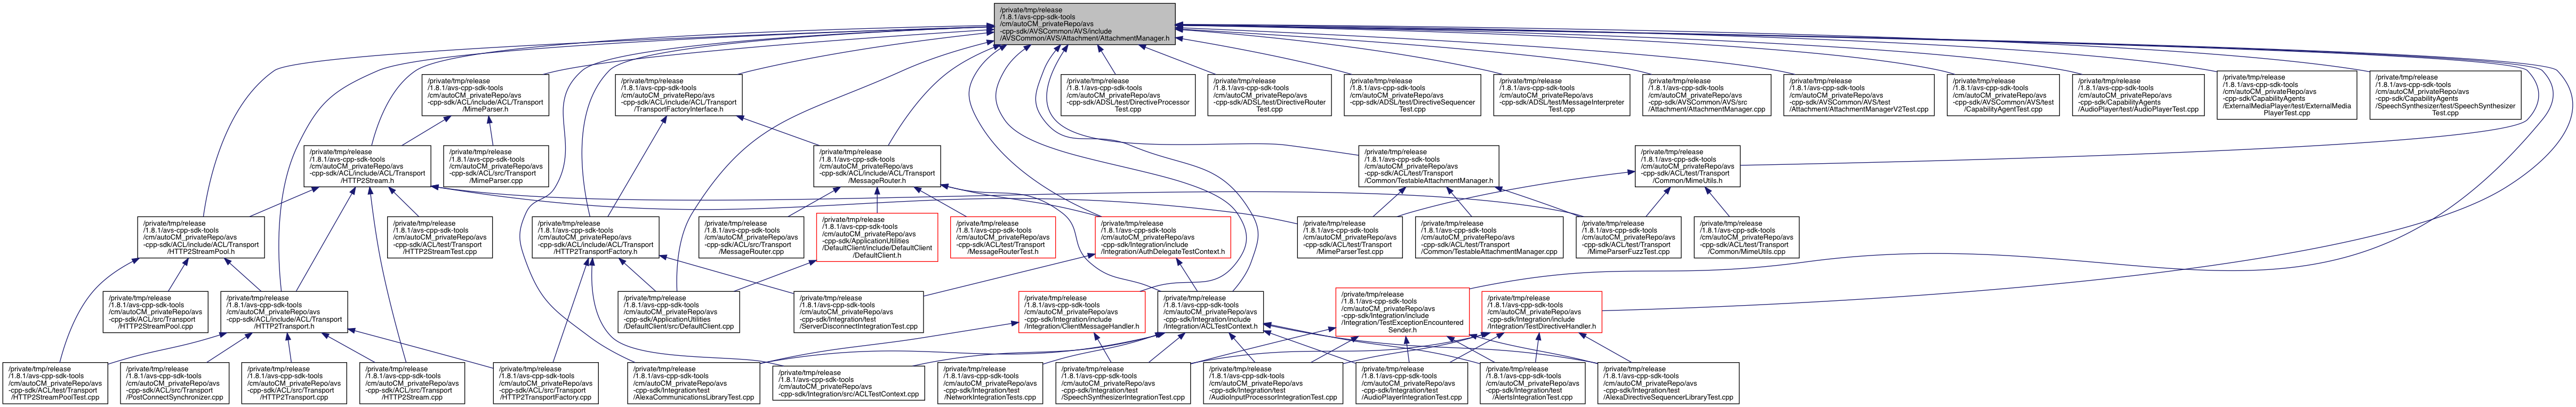 /private/tmp/release
/1.8.1/avs-cpp-sdk-tools
/cm/autoCM_privateRepo/avs
-cpp-sdk/AVSCommon/AVS/include
/AVSCommon/AVS/Attachment/AttachmentManager.h
/private/tmp/release
/1.8.1/avs-cpp-sdk-tools
/cm/autoCM_privateRepo/avs
-cpp-sdk/ACL/include/ACL/Transport
/MimeParser.h
/private/tmp/release
/1.8.1/avs-cpp-sdk-tools
/cm/autoCM_privateRepo/avs
-cpp-sdk/ACL/include/ACL/Transport
/TransportFactoryInterface.h
/private/tmp/release
/1.8.1/avs-cpp-sdk-tools
/cm/autoCM_privateRepo/avs
-cpp-sdk/ADSL/test/DirectiveProcessor
Test.cpp
/private/tmp/release
/1.8.1/avs-cpp-sdk-tools
/cm/autoCM_privateRepo/avs
-cpp-sdk/ADSL/test/DirectiveRouter
Test.cpp
/private/tmp/release
/1.8.1/avs-cpp-sdk-tools
/cm/autoCM_privateRepo/avs
-cpp-sdk/ADSL/test/DirectiveSequencer
Test.cpp
/private/tmp/release
/1.8.1/avs-cpp-sdk-tools
/cm/autoCM_privateRepo/avs
-cpp-sdk/ADSL/test/MessageInterpreter
Test.cpp
/private/tmp/release
/1.8.1/avs-cpp-sdk-tools
/cm/autoCM_privateRepo/avs
-cpp-sdk/AVSCommon/AVS/src
/Attachment/AttachmentManager.cpp
/private/tmp/release
/1.8.1/avs-cpp-sdk-tools
/cm/autoCM_privateRepo/avs
-cpp-sdk/AVSCommon/AVS/test
/Attachment/AttachmentManagerV2Test.cpp
/private/tmp/release
/1.8.1/avs-cpp-sdk-tools
/cm/autoCM_privateRepo/avs
-cpp-sdk/AVSCommon/AVS/test
/CapabilityAgentTest.cpp
/private/tmp/release
/1.8.1/avs-cpp-sdk-tools
/cm/autoCM_privateRepo/avs
-cpp-sdk/CapabilityAgents
/AudioPlayer/test/AudioPlayerTest.cpp
/private/tmp/release
/1.8.1/avs-cpp-sdk-tools
/cm/autoCM_privateRepo/avs
-cpp-sdk/CapabilityAgents
/ExternalMediaPlayer/test/ExternalMedia
PlayerTest.cpp
/private/tmp/release
/1.8.1/avs-cpp-sdk-tools
/cm/autoCM_privateRepo/avs
-cpp-sdk/CapabilityAgents
/SpeechSynthesizer/test/SpeechSynthesizer
Test.cpp
/private/tmp/release
/1.8.1/avs-cpp-sdk-tools
/cm/autoCM_privateRepo/avs
-cpp-sdk/ACL/include/ACL/Transport
/HTTP2Stream.h
/private/tmp/release
/1.8.1/avs-cpp-sdk-tools
/cm/autoCM_privateRepo/avs
-cpp-sdk/ACL/src/Transport
/MimeParser.cpp
/private/tmp/release
/1.8.1/avs-cpp-sdk-tools
/cm/autoCM_privateRepo/avs
-cpp-sdk/ACL/include/ACL/Transport
/MessageRouter.h
/private/tmp/release
/1.8.1/avs-cpp-sdk-tools
/cm/autoCM_privateRepo/avs
-cpp-sdk/ACL/test/Transport
/Common/TestableAttachmentManager.h
/private/tmp/release
/1.8.1/avs-cpp-sdk-tools
/cm/autoCM_privateRepo/avs
-cpp-sdk/ACL/test/Transport
/Common/MimeUtils.h
/private/tmp/release
/1.8.1/avs-cpp-sdk-tools
/cm/autoCM_privateRepo/avs
-cpp-sdk/ACL/include/ACL/Transport
/HTTP2StreamPool.h
/private/tmp/release
/1.8.1/avs-cpp-sdk-tools
/cm/autoCM_privateRepo/avs
-cpp-sdk/ACL/test/Transport
/HTTP2StreamTest.cpp
/private/tmp/release
/1.8.1/avs-cpp-sdk-tools
/cm/autoCM_privateRepo/avs
-cpp-sdk/ACL/include/ACL/Transport
/HTTP2TransportFactory.h
/private/tmp/release
/1.8.1/avs-cpp-sdk-tools
/cm/autoCM_privateRepo/avs
-cpp-sdk/ACL/src/Transport
/MessageRouter.cpp
/private/tmp/release
/1.8.1/avs-cpp-sdk-tools
/cm/autoCM_privateRepo/avs
-cpp-sdk/ApplicationUtilities
/DefaultClient/include/DefaultClient
/DefaultClient.h
/private/tmp/release
/1.8.1/avs-cpp-sdk-tools
/cm/autoCM_privateRepo/avs
-cpp-sdk/ACL/test/Transport
/MessageRouterTest.h
/private/tmp/release
/1.8.1/avs-cpp-sdk-tools
/cm/autoCM_privateRepo/avs
-cpp-sdk/Integration/include
/Integration/AuthDelegateTestContext.h
/private/tmp/release
/1.8.1/avs-cpp-sdk-tools
/cm/autoCM_privateRepo/avs
-cpp-sdk/ACL/test/Transport
/MimeParserTest.cpp
/private/tmp/release
/1.8.1/avs-cpp-sdk-tools
/cm/autoCM_privateRepo/avs
-cpp-sdk/ACL/test/Transport
/Common/TestableAttachmentManager.cpp
/private/tmp/release
/1.8.1/avs-cpp-sdk-tools
/cm/autoCM_privateRepo/avs
-cpp-sdk/ACL/test/Transport
/MimeParserFuzzTest.cpp
/private/tmp/release
/1.8.1/avs-cpp-sdk-tools
/cm/autoCM_privateRepo/avs
-cpp-sdk/ACL/test/Transport
/Common/MimeUtils.cpp
/private/tmp/release
/1.8.1/avs-cpp-sdk-tools
/cm/autoCM_privateRepo/avs
-cpp-sdk/ACL/src/Transport
/HTTP2StreamPool.cpp
/private/tmp/release
/1.8.1/avs-cpp-sdk-tools
/cm/autoCM_privateRepo/avs
-cpp-sdk/ACL/include/ACL/Transport
/HTTP2Transport.h
/private/tmp/release
/1.8.1/avs-cpp-sdk-tools
/cm/autoCM_privateRepo/avs
-cpp-sdk/ApplicationUtilities
/DefaultClient/src/DefaultClient.cpp
/private/tmp/release
/1.8.1/avs-cpp-sdk-tools
/cm/autoCM_privateRepo/avs
-cpp-sdk/Integration/test
/ServerDisconnectIntegrationTest.cpp
/private/tmp/release
/1.8.1/avs-cpp-sdk-tools
/cm/autoCM_privateRepo/avs
-cpp-sdk/Integration/include
/Integration/ClientMessageHandler.h
/private/tmp/release
/1.8.1/avs-cpp-sdk-tools
/cm/autoCM_privateRepo/avs
-cpp-sdk/Integration/include
/Integration/ACLTestContext.h
/private/tmp/release
/1.8.1/avs-cpp-sdk-tools
/cm/autoCM_privateRepo/avs
-cpp-sdk/Integration/include
/Integration/TestExceptionEncountered
Sender.h
/private/tmp/release
/1.8.1/avs-cpp-sdk-tools
/cm/autoCM_privateRepo/avs
-cpp-sdk/Integration/include
/Integration/TestDirectiveHandler.h
/private/tmp/release
/1.8.1/avs-cpp-sdk-tools
/cm/autoCM_privateRepo/avs
-cpp-sdk/ACL/test/Transport
/HTTP2StreamPoolTest.cpp
/private/tmp/release
/1.8.1/avs-cpp-sdk-tools
/cm/autoCM_privateRepo/avs
-cpp-sdk/ACL/src/Transport
/PostConnectSynchronizer.cpp
/private/tmp/release
/1.8.1/avs-cpp-sdk-tools
/cm/autoCM_privateRepo/avs
-cpp-sdk/ACL/src/Transport
/HTTP2Transport.cpp
/private/tmp/release
/1.8.1/avs-cpp-sdk-tools
/cm/autoCM_privateRepo/avs
-cpp-sdk/ACL/src/Transport
/HTTP2Stream.cpp
/private/tmp/release
/1.8.1/avs-cpp-sdk-tools
/cm/autoCM_privateRepo/avs
-cpp-sdk/ACL/src/Transport
/HTTP2TransportFactory.cpp
/private/tmp/release
/1.8.1/avs-cpp-sdk-tools
/cm/autoCM_privateRepo/avs
-cpp-sdk/Integration/test
/AlexaCommunicationsLibraryTest.cpp
/private/tmp/release
/1.8.1/avs-cpp-sdk-tools
/cm/autoCM_privateRepo/avs
-cpp-sdk/Integration/src/ACLTestContext.cpp
/private/tmp/release
/1.8.1/avs-cpp-sdk-tools
/cm/autoCM_privateRepo/avs
-cpp-sdk/Integration/test
/NetworkIntegrationTests.cpp
/private/tmp/release
/1.8.1/avs-cpp-sdk-tools
/cm/autoCM_privateRepo/avs
-cpp-sdk/Integration/test
/SpeechSynthesizerIntegrationTest.cpp
/private/tmp/release
/1.8.1/avs-cpp-sdk-tools
/cm/autoCM_privateRepo/avs
-cpp-sdk/Integration/test
/AudioInputProcessorIntegrationTest.cpp
/private/tmp/release
/1.8.1/avs-cpp-sdk-tools
/cm/autoCM_privateRepo/avs
-cpp-sdk/Integration/test
/AudioPlayerIntegrationTest.cpp
/private/tmp/release
/1.8.1/avs-cpp-sdk-tools
/cm/autoCM_privateRepo/avs
-cpp-sdk/Integration/test
/AlertsIntegrationTest.cpp
/private/tmp/release
/1.8.1/avs-cpp-sdk-tools
/cm/autoCM_privateRepo/avs
-cpp-sdk/Integration/test
/AlexaDirectiveSequencerLibraryTest.cpp